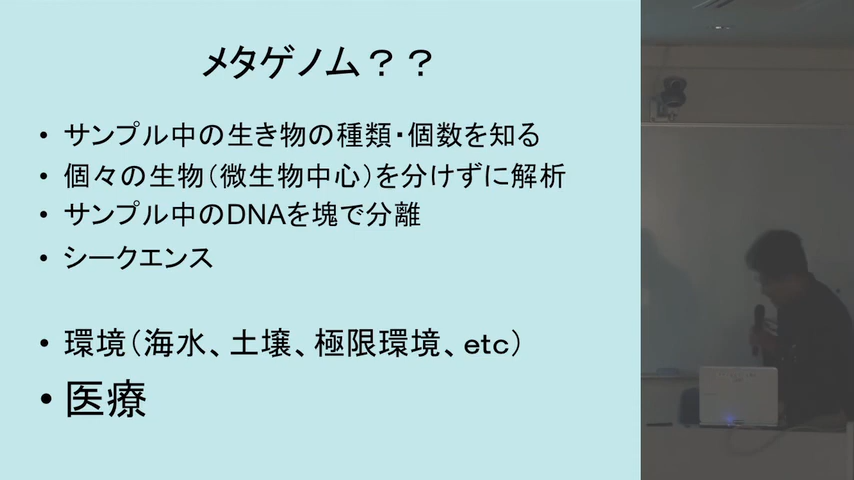 メタゲノム？？
• サンプル中の生き物の種類・個数を知る
• 個々の生物（微生物中心）を分けずに解析
• サンプル中のDNAを塊で分離
• シークエンス
• 環境（海水、土壌、極限環境、etc）
• 医療